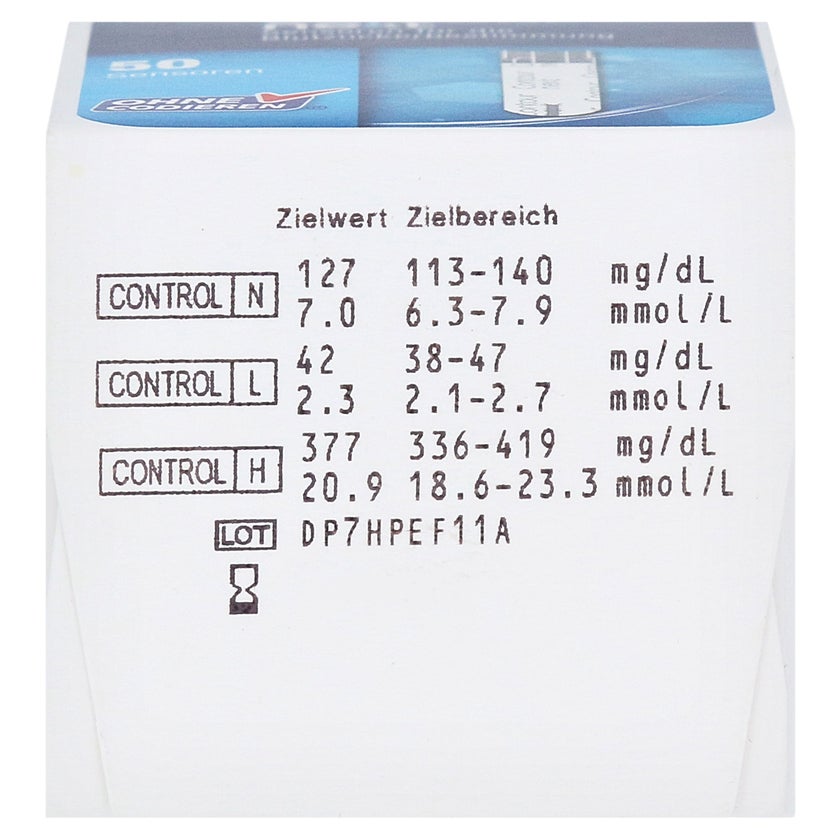 50
Sensoren
OHNE
CODIEREN
Contour
Zielwert Zielbereich
CONTROL N 127 113-140 mg/dL
7.0 6.3-7.9 mmol/L
CONTROL L 42 38-47 mg/dL
2.3 2.1-2.7 mmol/L
CONTROL H 377 336-419 mg/dL
20.9 18.6-23.3 mmol/L
LOT DP7HPEF11A